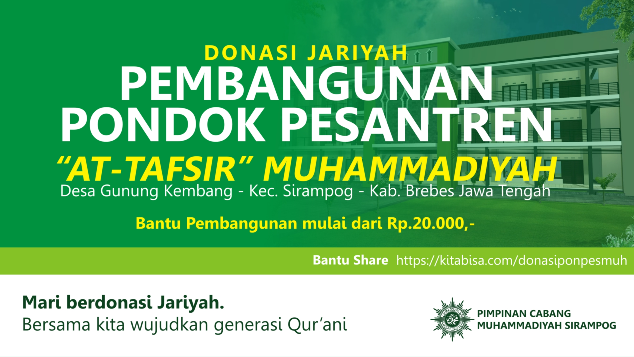 DONASI JARIYAH
PEMBANGUNAN
PONDOK PESANTREN
“AT-TAFSIR” MUHAMMADIYAH
Desa Gunung Kembang - Kec. Sirampog - Kab. Brebes Jawa Tengah
Bantu Pembangunan mulai dari Rp.20.000,-
Bantu Share https://kitabisa.com/donasiponpesmuh
Mari berdonasi Jariyah.
Bersama kita wujudkan generasi Qur’ani
PIMPINAN CABANG
MUHAMMADIYAH SIRAMPOG